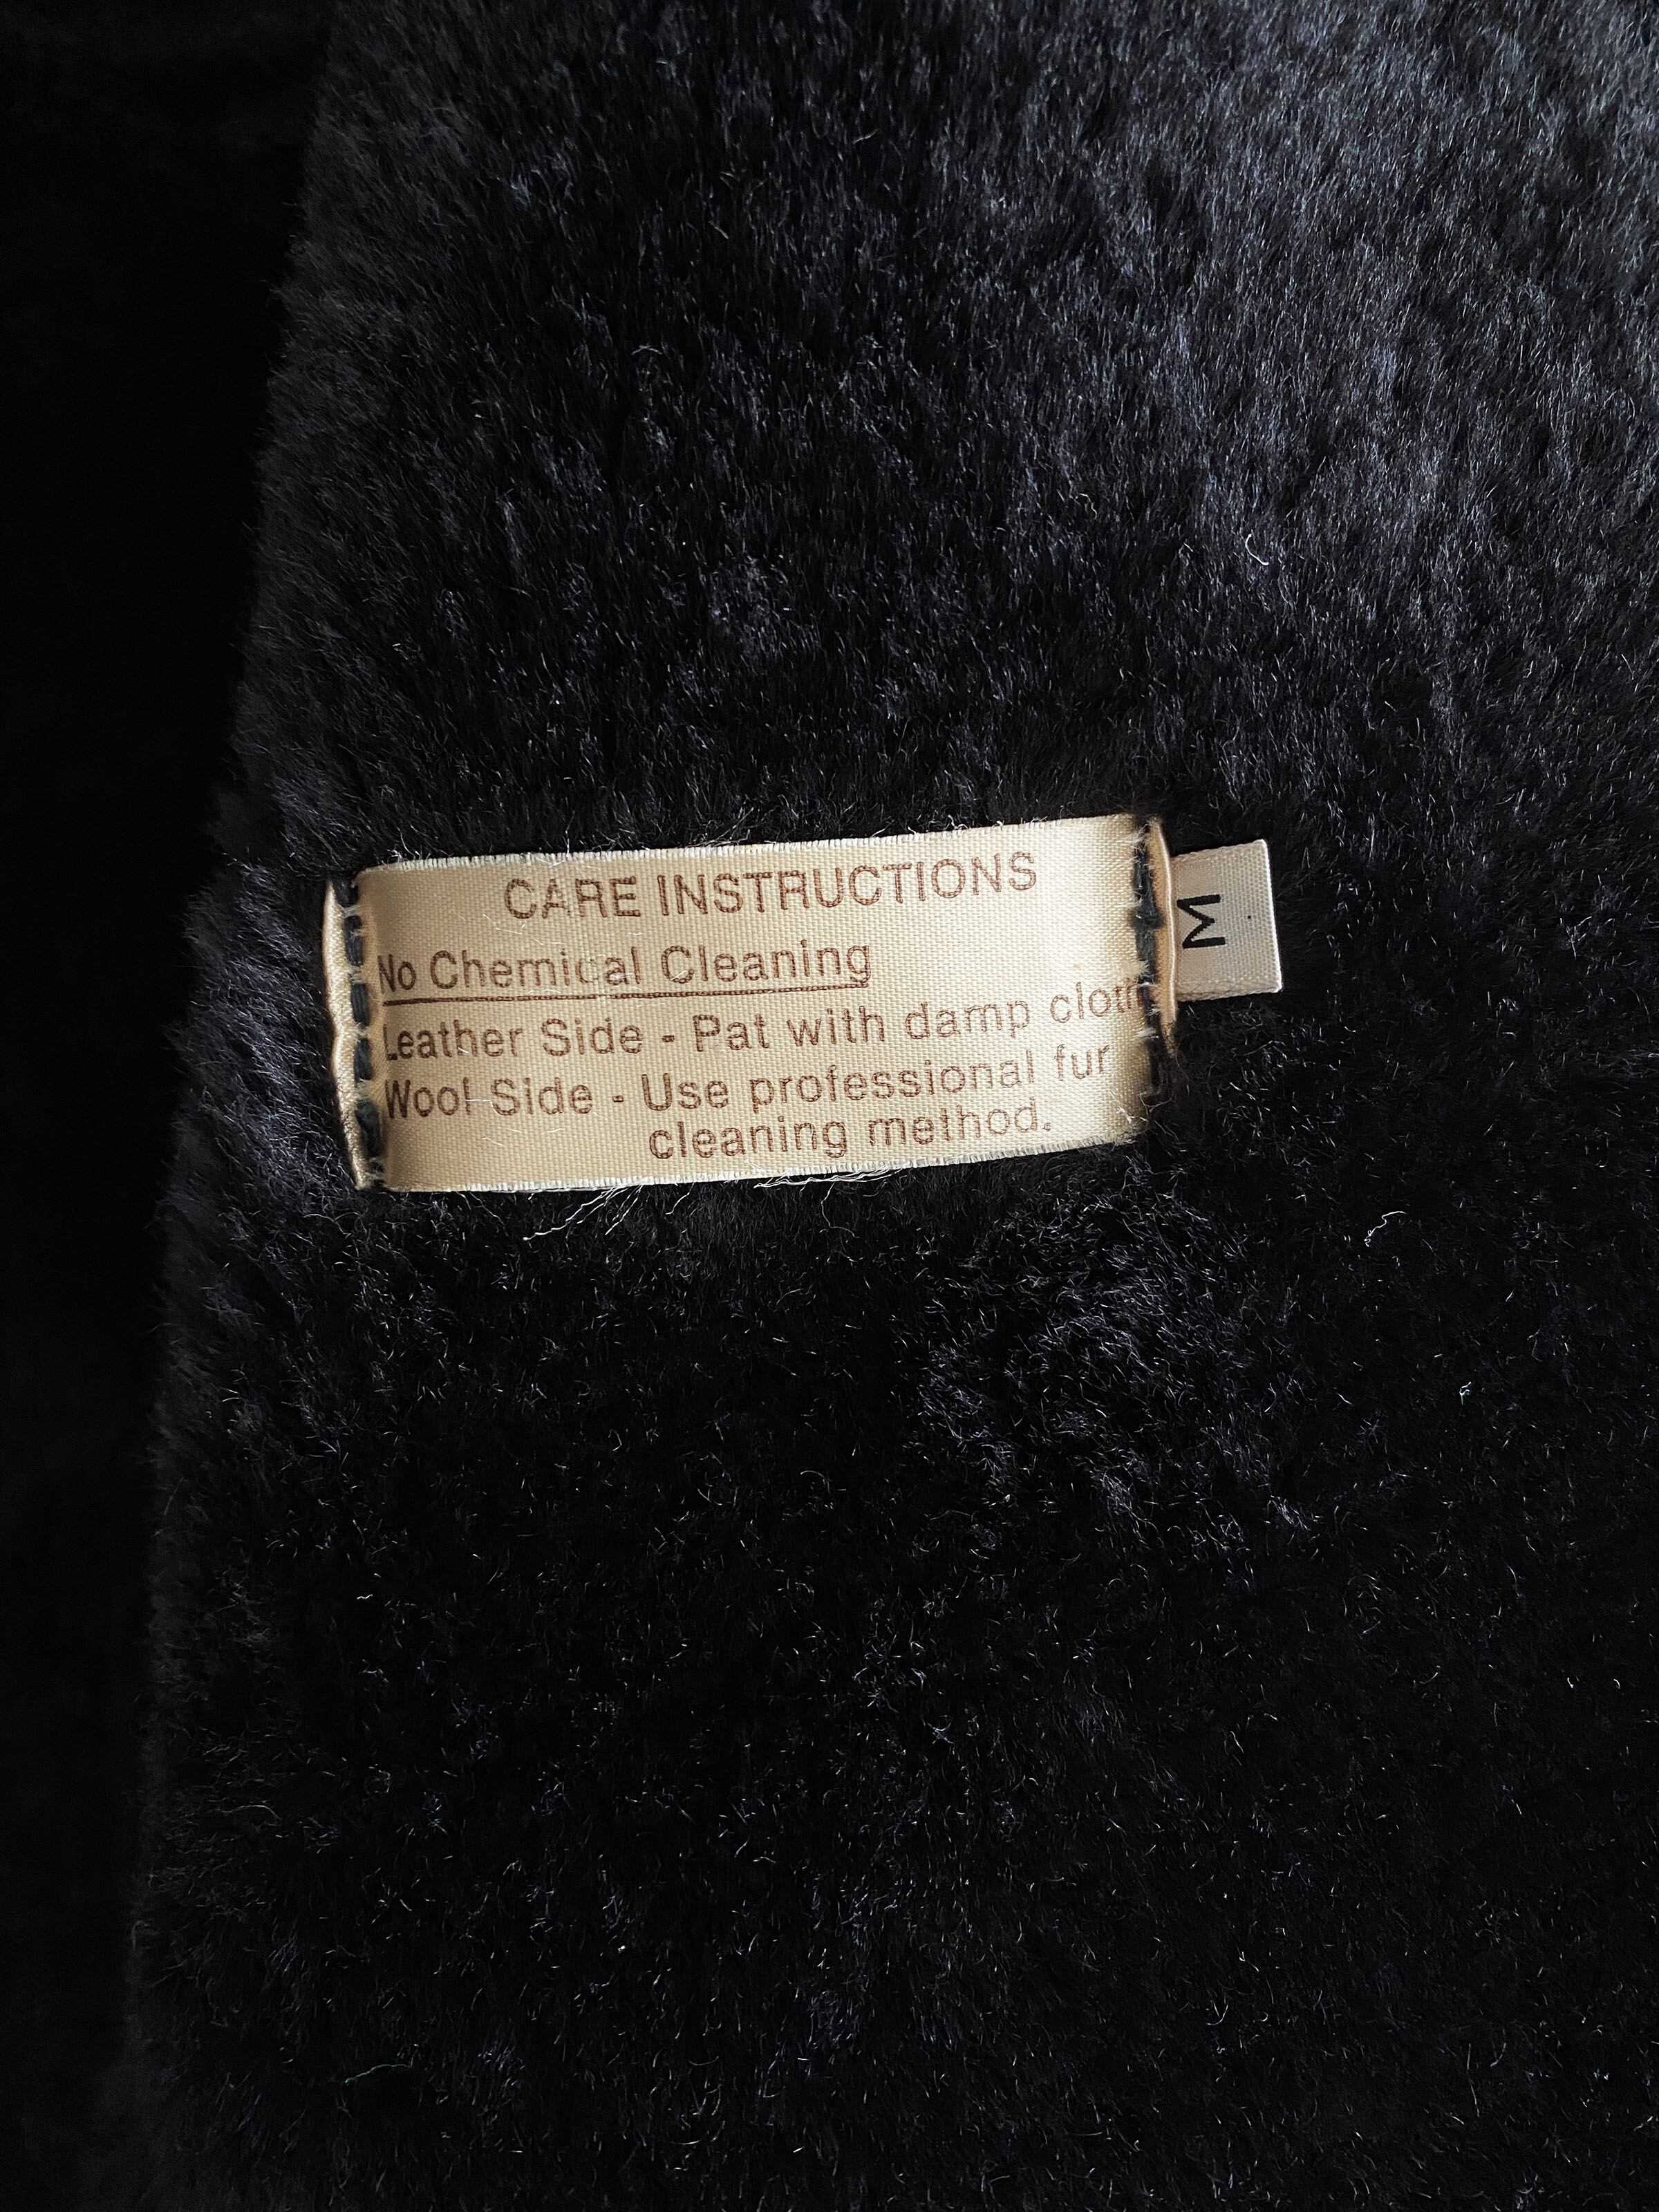 CARE INSTRUCTIONS
No Chemical Cleaning
Leather Side - Pat with damp cloth
Wool Side - Use professional fur
cleaning method.
M